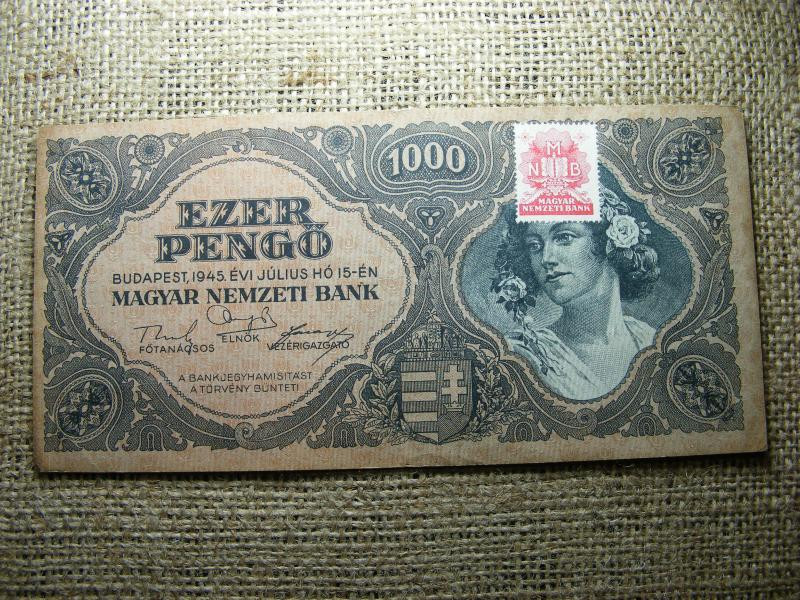 1000
M
N B
MAGYAR
NEMZETI BANK
EZER
PENGŐ
BUDAPEST, 1945. ÉVI JÚLIUS HÓ 15-ÉN
MAGYAR NEMZETI BANK
FŐTANÁCSOS
ELNÖK
VEZÉRIGAZGATÓ
A BANKJEGYHAMISITÁST
A TÖRVÉNY BÜNTETI